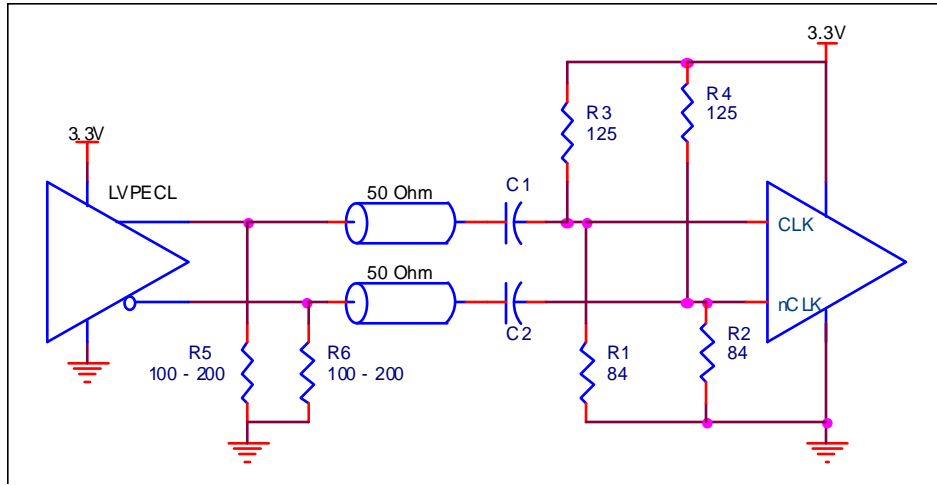 3.3V
R3
125
R4
125
3.3V
LVPECL
50 Ohm
C1
CLK
50 Ohm
C2
nCLK
R5
100 - 200
R6
100 - 200
R1
84
R2
84